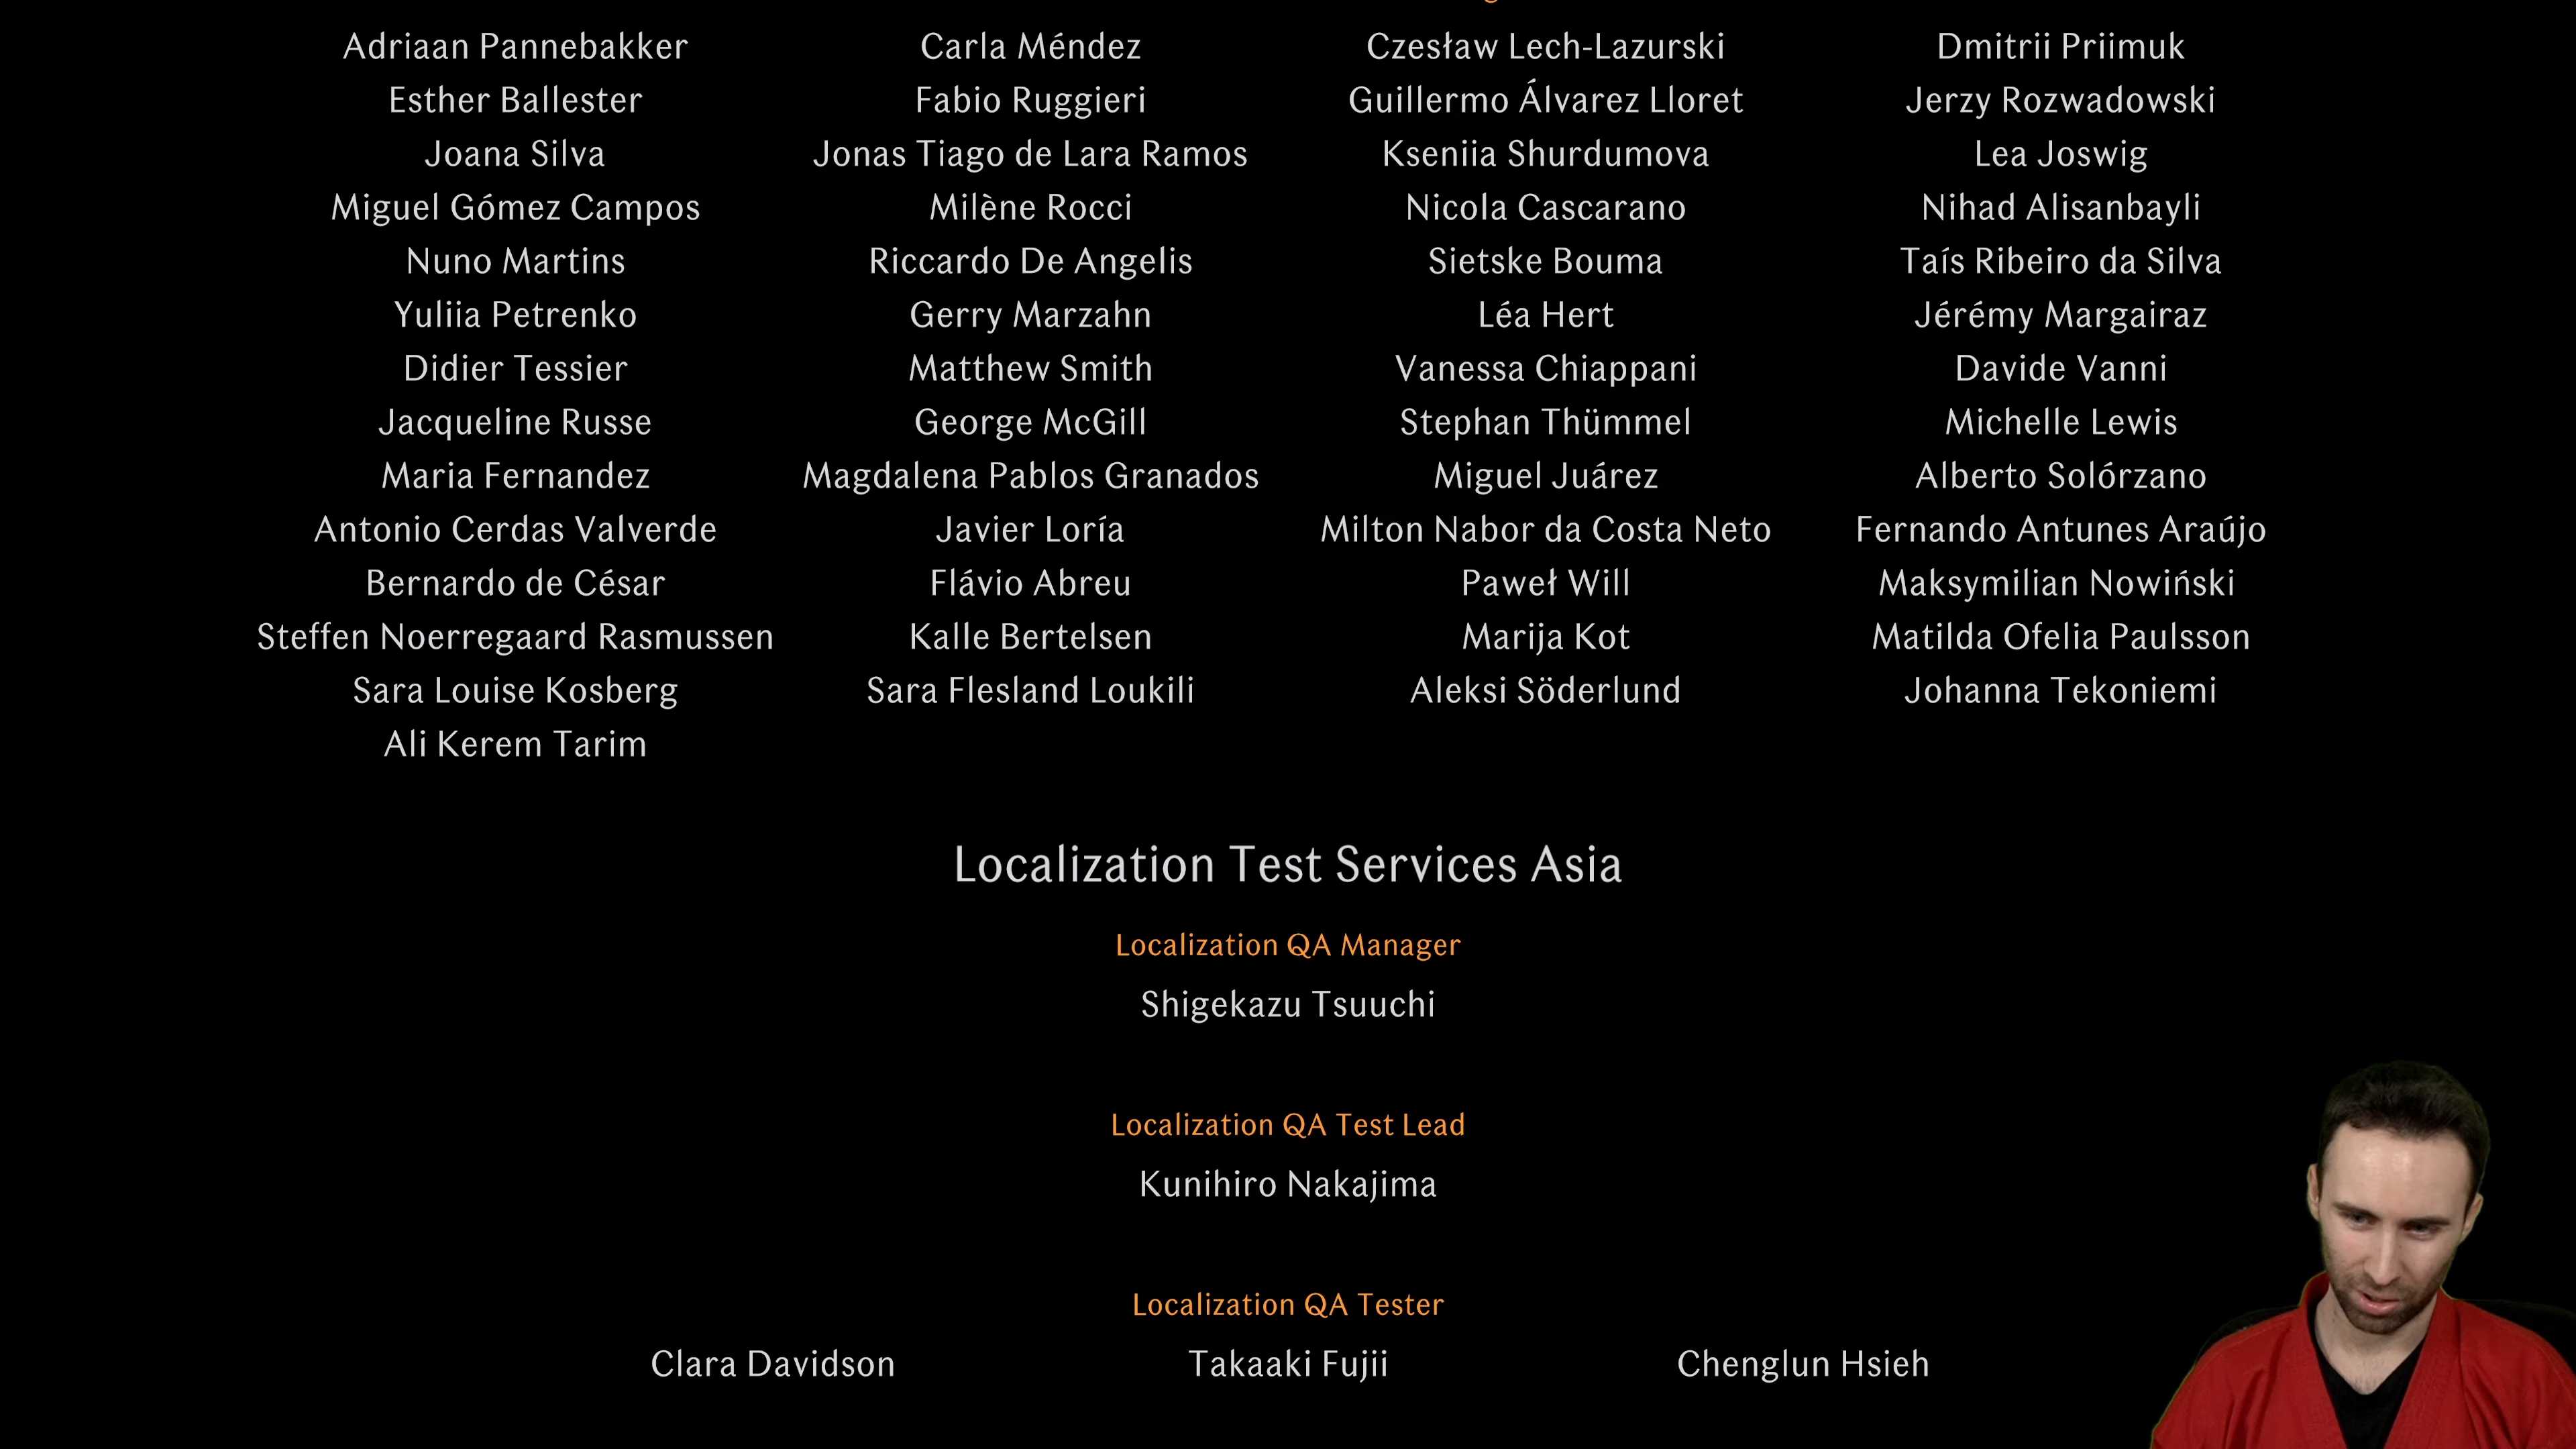 Adriaan Pannebakker Carla Méndez Czesław Lech-Lazurski Dmitrii Priimuk
Esther Ballester Fabio Ruggieri Guillermo Álvarez Lloret Jerzy Rozwadowski
Joana Silva Jonas Tiago de Lara Ramos Kseniia Shurdumova Lea Joswig
Miguel Gómez Campos Milène Rocci Nicola Cascarano Nihad Alisanbayli
Nuno Martins Riccardo De Angelis Sietske Bouma Taís Ribeiro da Silva
Yuliia Petrenko Gerry Marzahn Léa Hert Jérémy Margairaz
Didier Tessier Matthew Smith Vanessa Chiappani Davide Vanni
Jacqueline Russe George McGill Stephan Thümmel Michelle Lewis
Maria Fernandez Magdalena Pablos Granados Miguel Juárez Alberto Solórzano
Antonio Cerdas Valverde Javier Loría Milton Nabor da Costa Neto Fernando Antunes Araújo
Bernardo de César Flávio Abreu Paweł Will Maksymilian Nowiński
Steffen Noerregaard Rasmussen Kalle Bertelsen Marija Kot Matilda Ofelia Paulsson
Sara Louise Kosberg Sara Flesland Loukili Aleksi Söderlund Johanna Tekoniemi
Ali Kerem Tarim
Localization Test Services Asia
Localization QA Manager
Shigekazu Tsuuchi
Localization QA Test Lead
Kunihiro Nakajima
Localization QA Tester
Clara Davidson Takaaki Fujii Chenglun Hsieh